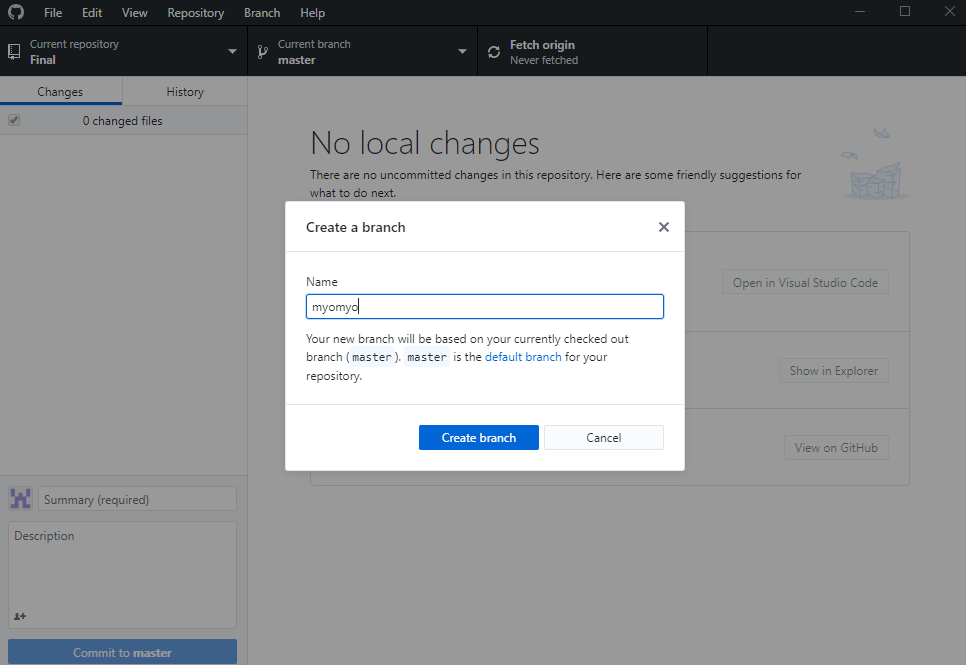 File Edit View Repository Branch Help
Current repository
Final
Current branch
master
Fetch origin
Never fetched
Changes History
0 changed files
No local changes
There are no uncommitted changes in this repository. Here are some friendly suggestions for
what to do next.
Create a branch
Name
myomyo
Your new branch will be based on your currently checked out
branch ( master ). master is the default branch for your
repository.
Create branch Cancel
Open in Visual Studio Code
Show in Explorer
View on GitHub
Summary (required)
Description
Commit to master